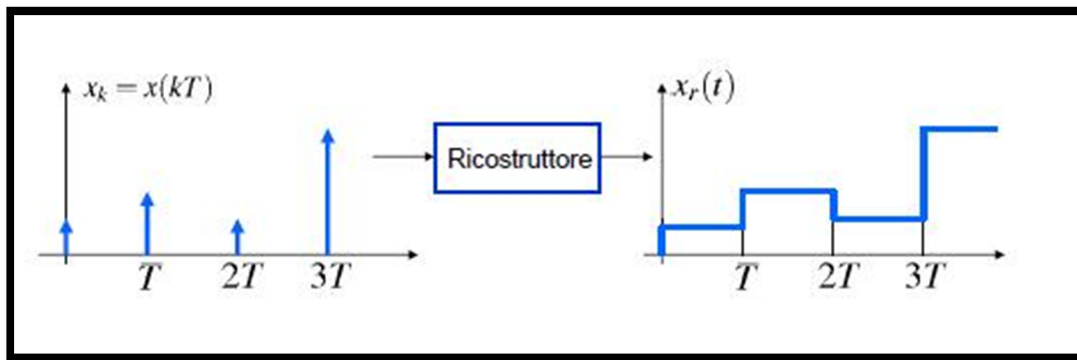 x_k = x(kT)
T 2T 3T
Ricostruttore
x_r(t)
T 2T 3T